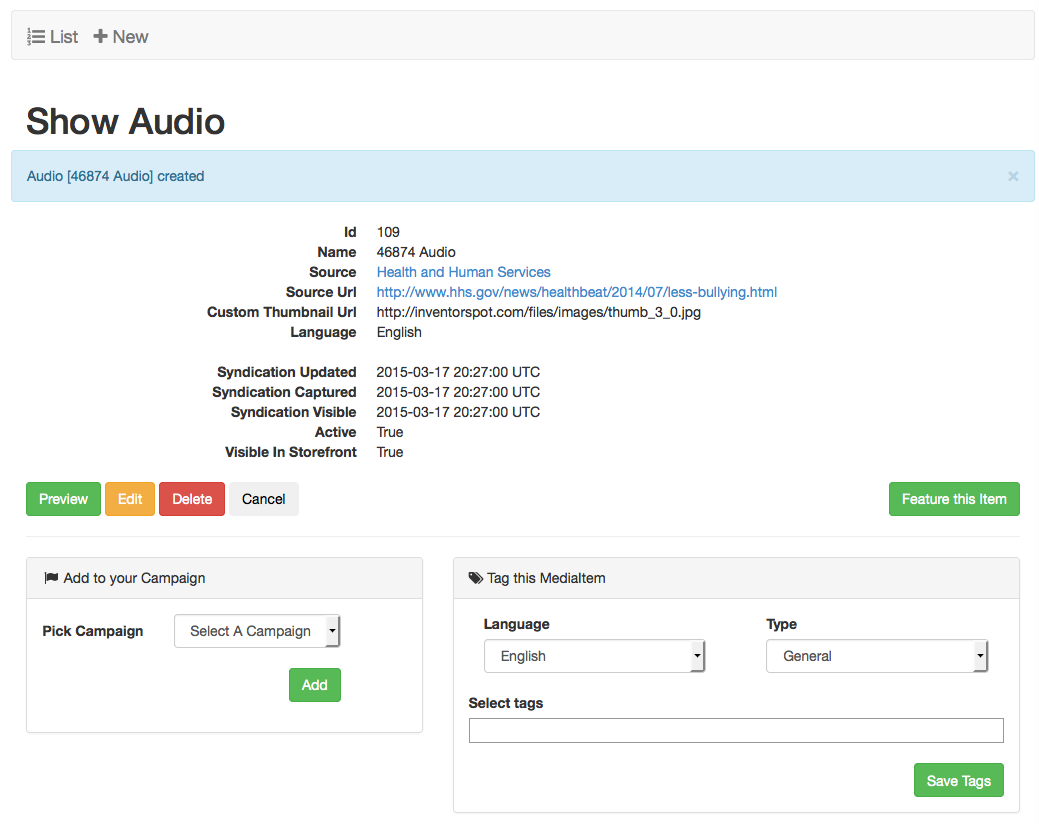 List New
Show Audio
Audio [46874 Audio] created ×
Id 109
Name 46874 Audio
Source Health and Human Services
Source Url http://www.hhs.gov/news/healthbeat/2014/07/less-bullying.html
Custom Thumbnail Url http://inventorspot.com/files/images/thumb_3_0.jpg
Language English
Syndication Updated 2015-03-17 20:27:00 UTC
Syndication Captured 2015-03-17 20:27:00 UTC
Syndication Visible 2015-03-17 20:27:00 UTC
Active True
Visible In Storefront True
Preview Edit Delete Cancel Feature this Item
Add to your Campaign
Pick Campaign Select A Campaign
Add
Tag this MediaItem
Language Type
English General
Select tags
Save Tags